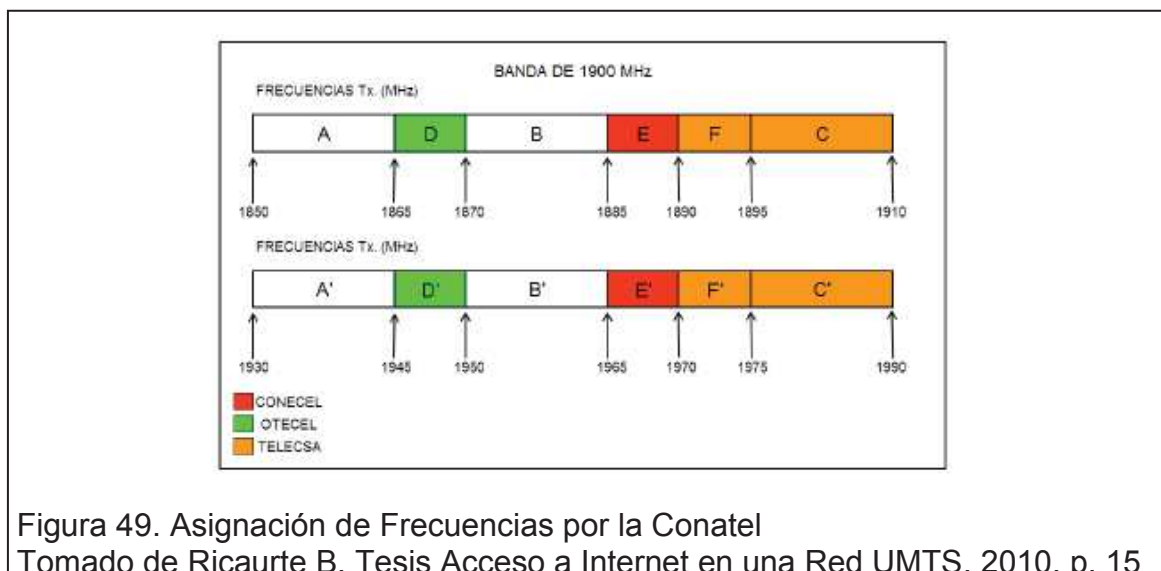 BANDA DE 1900 MHz
FRECUENCIAS Tx. (MHz)
A D B E F C
1850 1865 1870 1885 1890 1895 1910
FRECUENCIAS Tx. (MHz)
A' D' B' E' F' C'
1930 1945 1950 1965 1970 1975 1990
CONECEL
OTECEL
TELECSA
Figura 49. Asignación de Frecuencias por la Conatel
Tomado de Ricaurte B. Tesis Acceso a Internet en una Red UMTS, 2010, p. 15